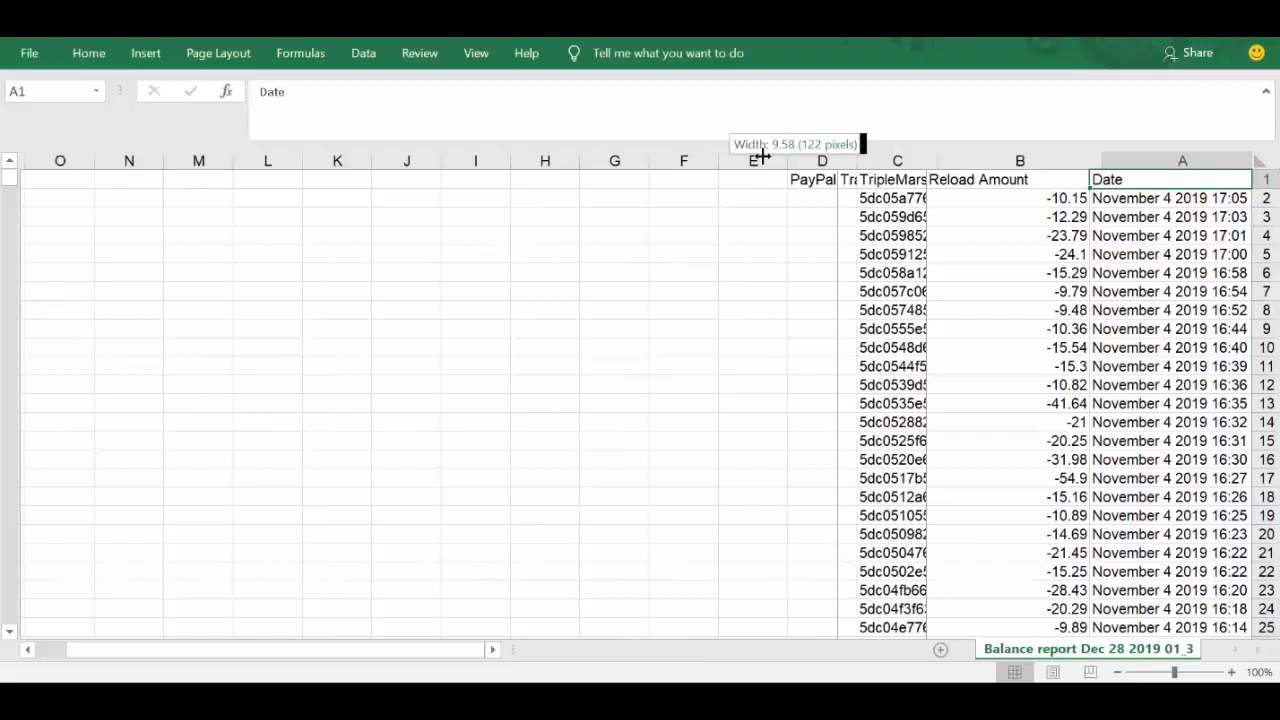 File Home Insert Page Layout Formulas Data Review View Help Tell me what you want to do Share
A1 fx Date
Width: 9.58 (122 pixels)
O N M L K J I H G F E D C B A
PayPal Tra TripleMars Reload Amount Date 1
5dc05a776 -10.15 November 4 2019 17:05 2
5dc059d65 -12.29 November 4 2019 17:03 3
5dc059852 -23.79 November 4 2019 17:01 4
5dc059125 -24.1 November 4 2019 17:00 5
5dc058a12 -15.29 November 4 2019 16:58 6
5dc057c06 -9.79 November 4 2019 16:54 7
5dc057485 -9.48 November 4 2019 16:52 8
5dc0555e5 -10.36 November 4 2019 16:44 9
5dc0548d6 -15.54 November 4 2019 16:40 10
5dc0544f5 -15.3 November 4 2019 16:39 11
5dc0539d5 -10.82 November 4 2019 16:36 12
5dc0535e5 -41.64 November 4 2019 16:35 13
5dc052882 -21 November 4 2019 16:32 14
5dc0525f6 -20.25 November 4 2019 16:31 15
5dc0520e6 -31.98 November 4 2019 16:30 16
5dc0517b5 -54.9 November 4 2019 16:27 17
5dc0512a6 -15.16 November 4 2019 16:26 18
5dc051055 -10.89 November 4 2019 16:25 19
5dc050982 -14.69 November 4 2019 16:23 20
5dc050476 -21.45 November 4 2019 16:22 21
5dc0502e5 -15.25 November 4 2019 16:22 22
5dc04fb66 -28.43 November 4 2019 16:20 23
5dc04f3f6 -20.29 November 4 2019 16:18 24
5dc04e776 -9.89 November 4 2019 16:14 25
Balance report Dec 28 2019 01_3
100%